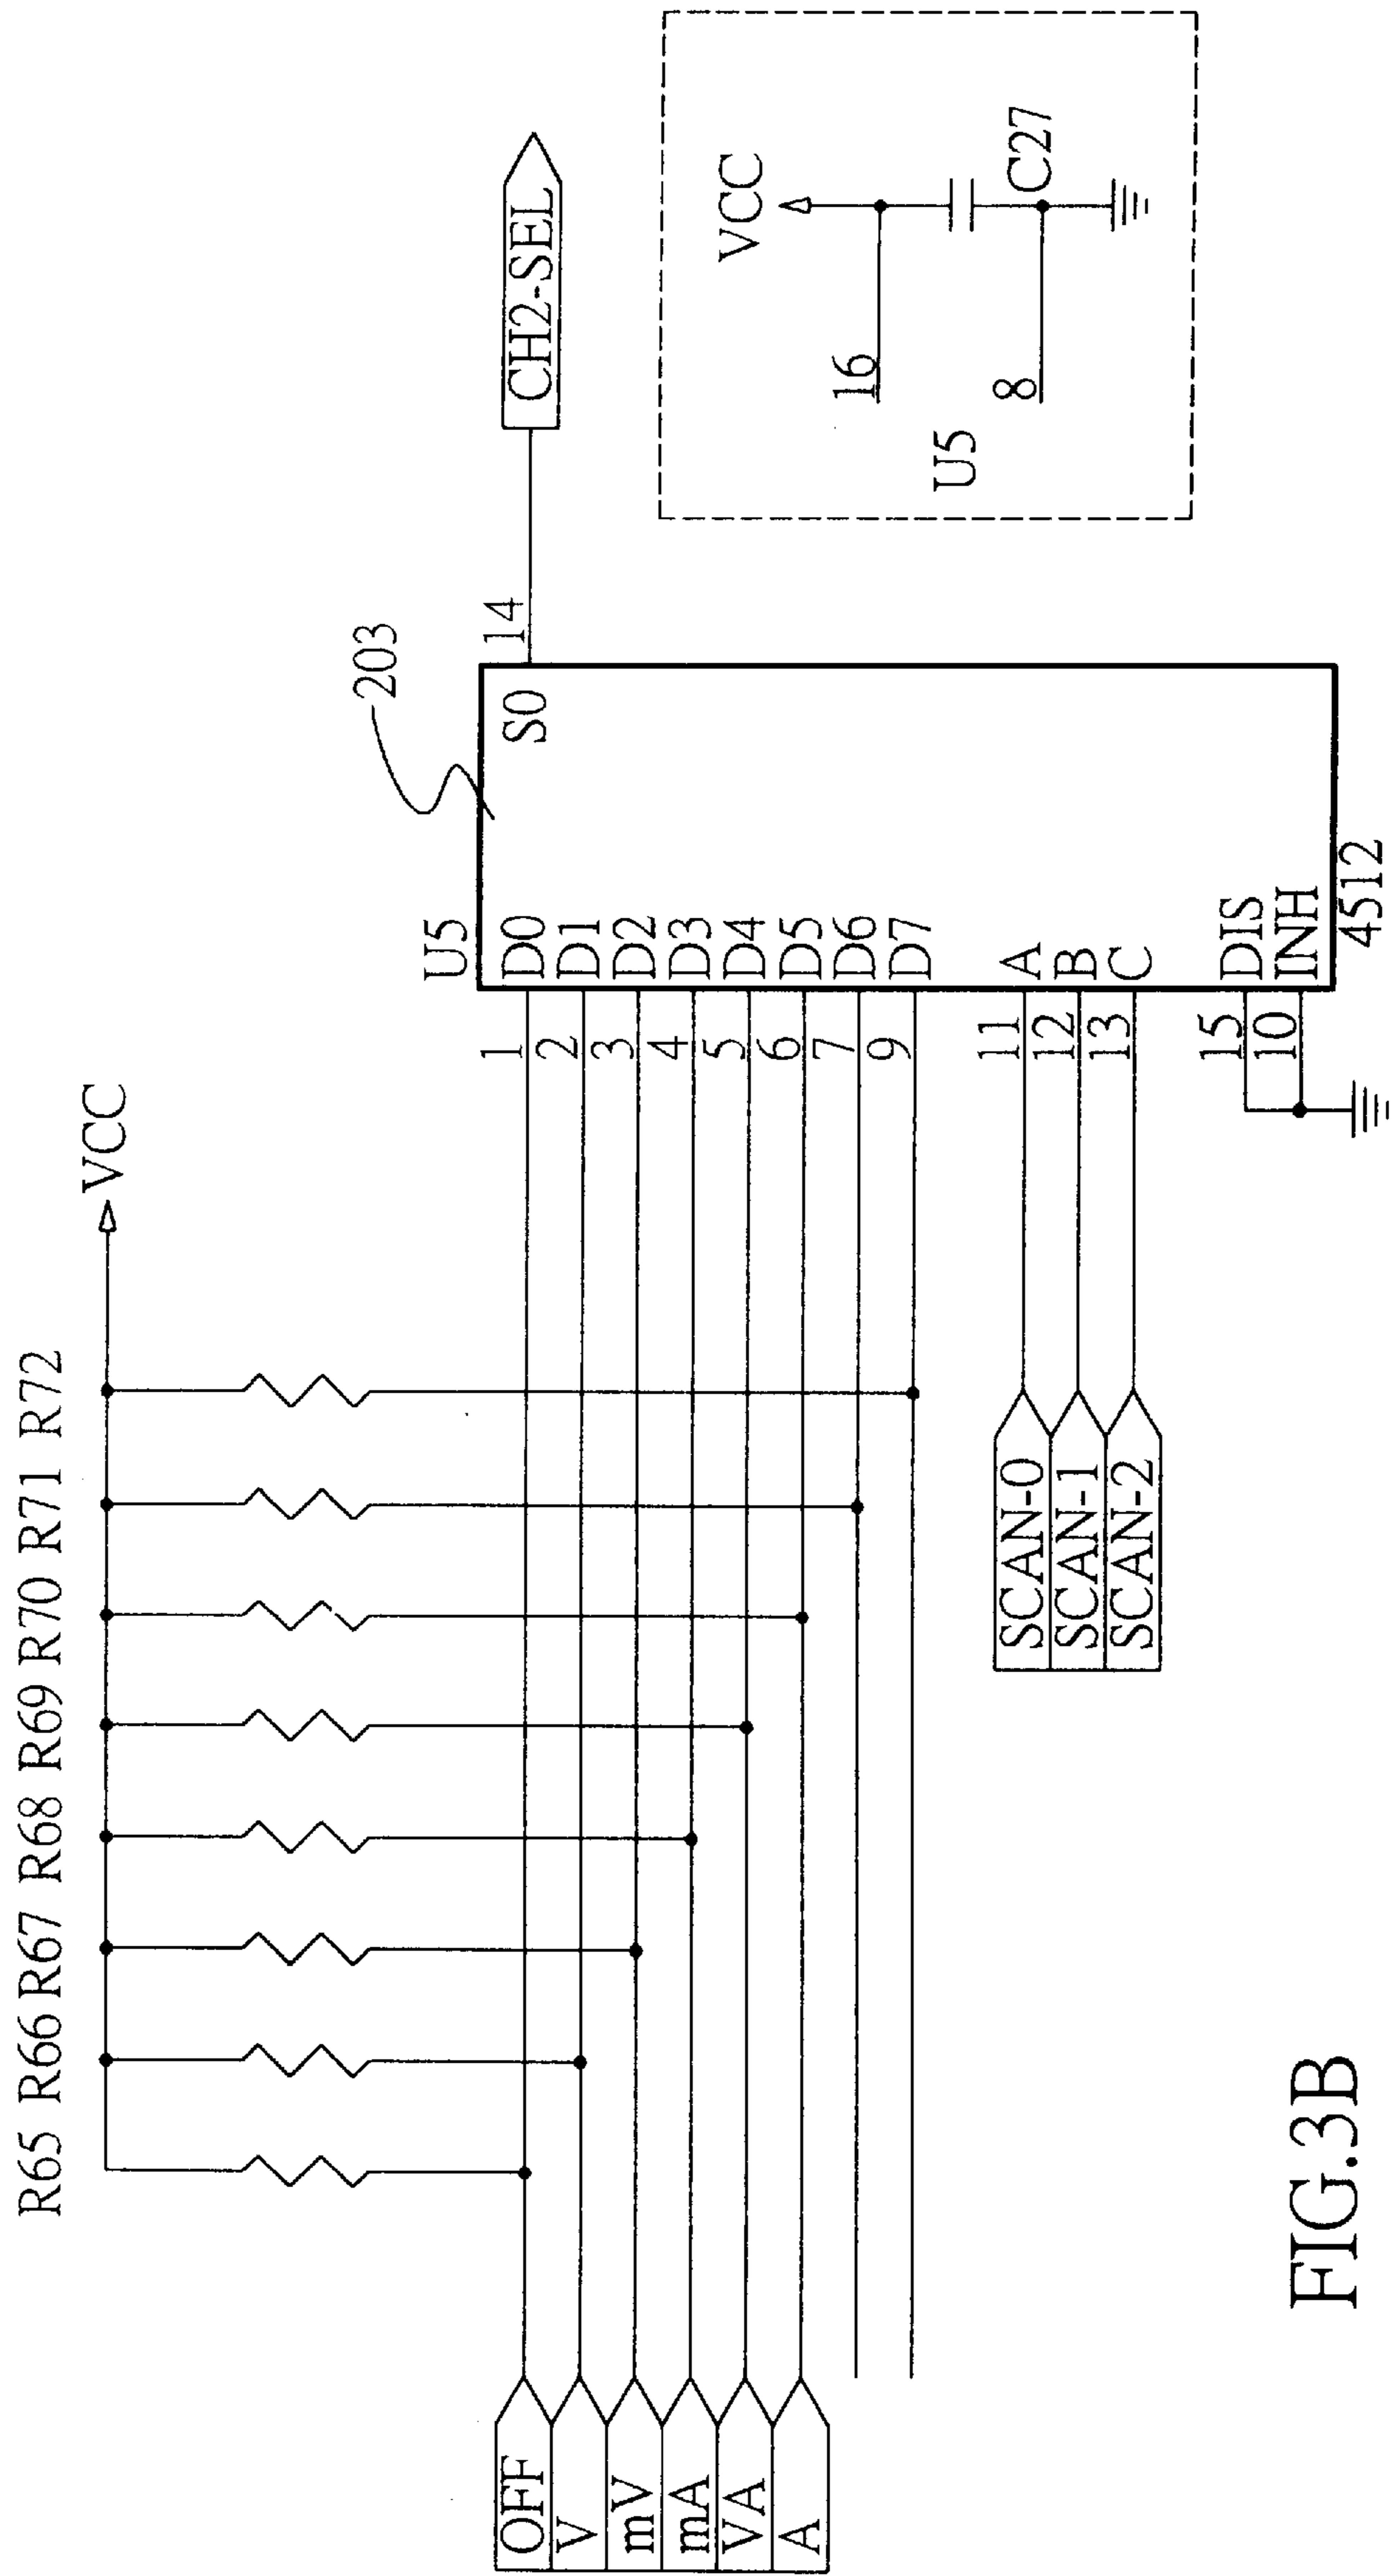 R65 R66 R67 R68 R69 R70 R71 R72
VCC
OFF
V
mV
mA
VA
A
1
2
3
4
5
6
7
9
U5
D0
D1
D2
D3
D4
D5
D6
D7
S0
14
CH2-SEL
203
SCAN-0
SCAN-1
SCAN-2
11
12
13
A
B
C
15
10
DIS
INH
4512
VCC
16
U5
8
C27
FIG.3B